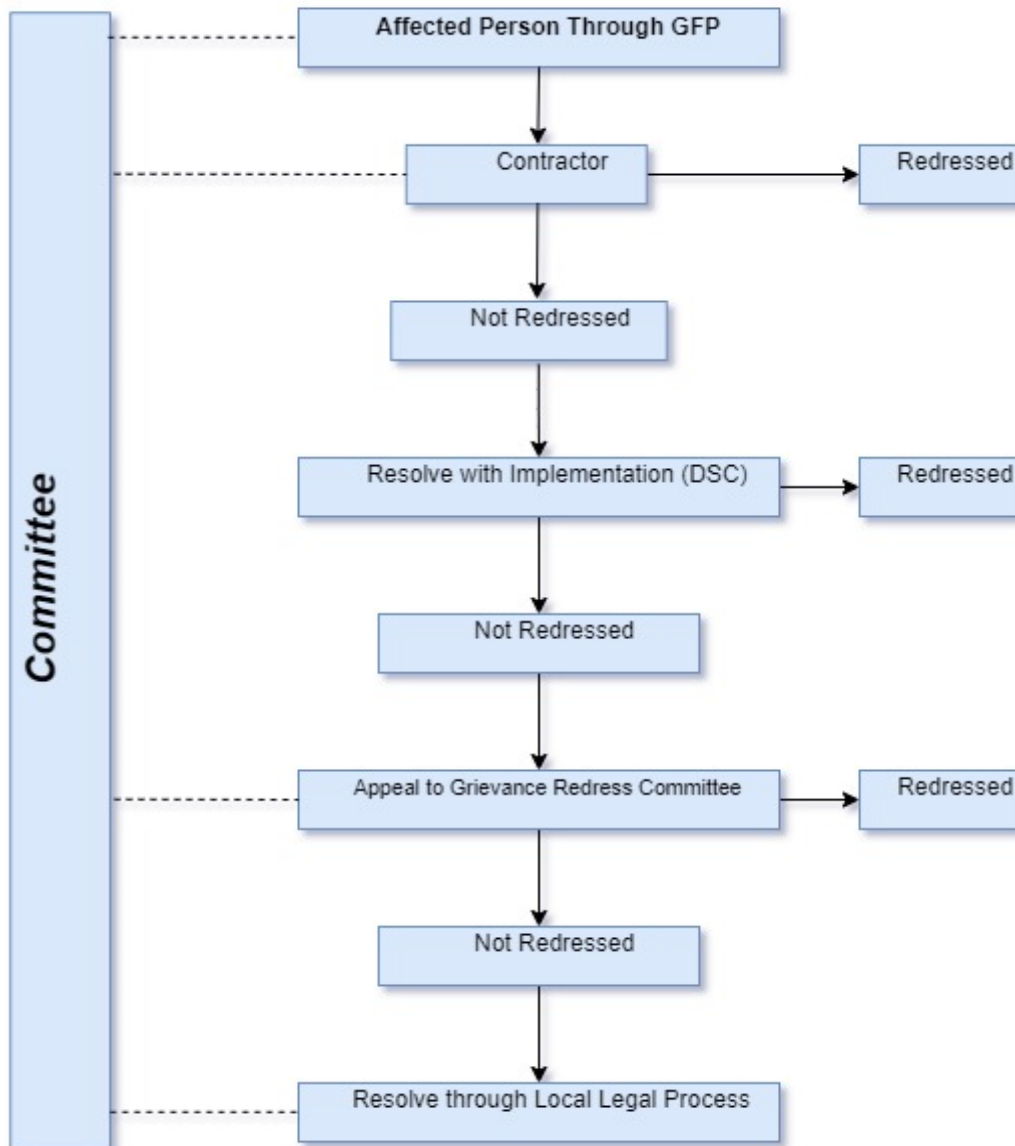 Affected Person Through GFP
Contractor
Redressed
Not Redressed
Resolve with Implementation (DSC)
Redressed
Not Redressed
Committee
Appeal to Grievance Redress Committee
Redressed
Not Redressed
Resolve through Local Legal Process